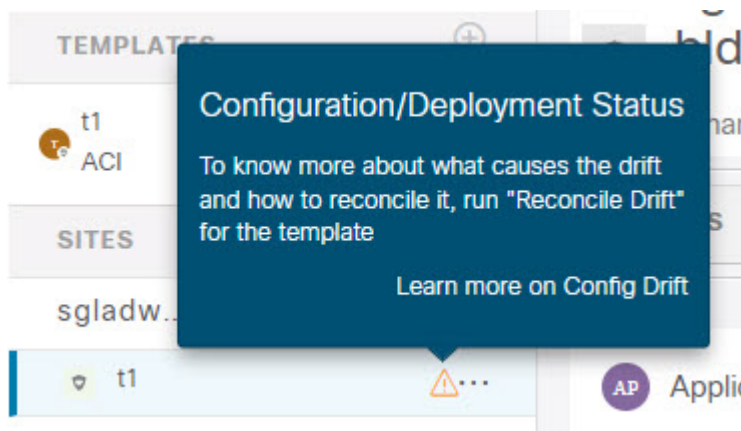 TEMPLATES
t1
ACI
Configuration/Deployment Status
To know more about what causes the drift
and how to reconcile it, run "Reconcile Drift"
for the template
Learn more on Config Drift
SITES
sgladw...
t1
AP